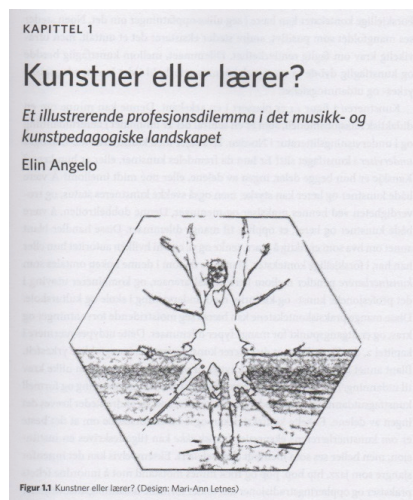 KAPITTEL 1
Kunstner eller lærer?
Et illustrerende profesjonsdilemma i det musikk- og
kunstpedagogiske landskapet
Elin Angelo
Figur 1.1 Kunstner eller lærer? (Design: Mari-Ann Letnes)